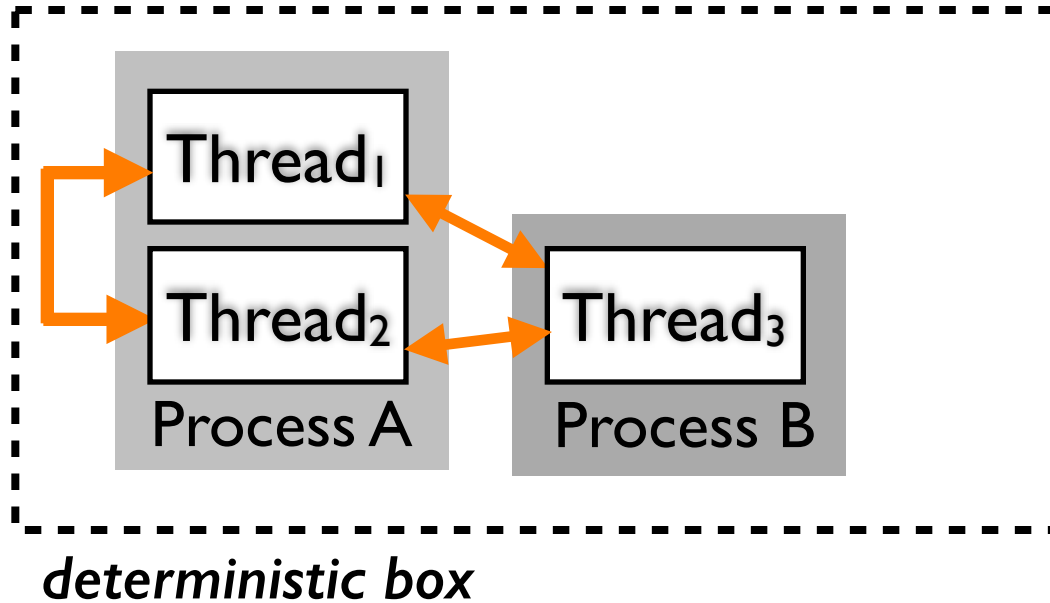 Thread₁
Thread₂
Thread₃
Process A
Process B
deterministic box